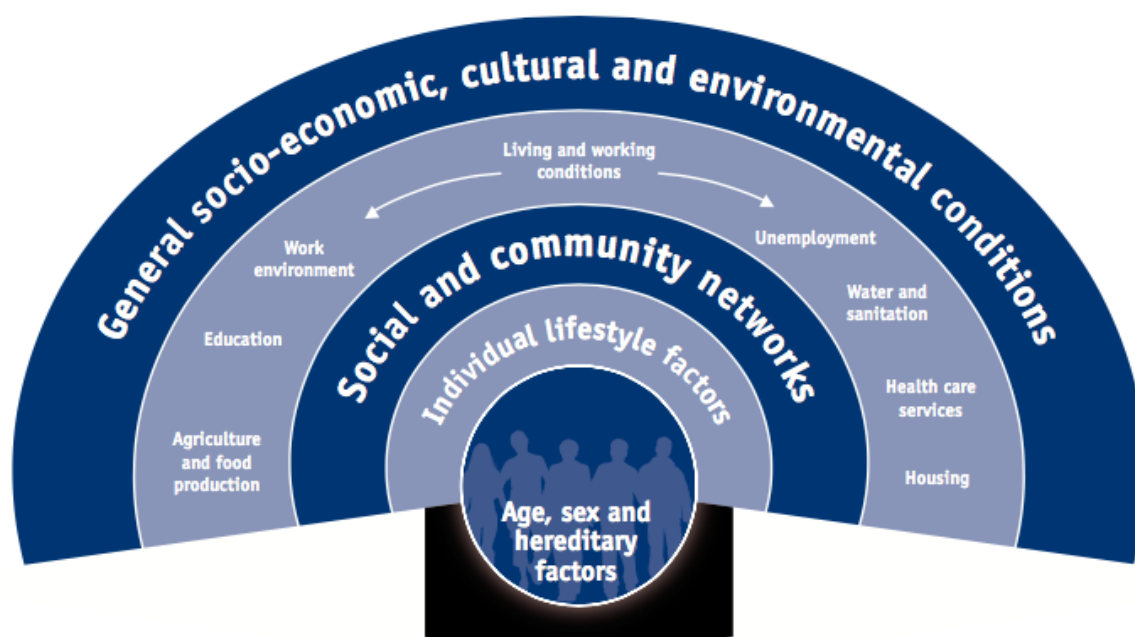 General socio-economic, cultural and environmental conditions
Living and working
conditions
Work
environment
Unemployment
Education
Water and
sanitation
Agriculture
and food
production
Health care
services
Housing
Social and community networks
Individual lifestyle factors
Age, sex and
hereditary
factors